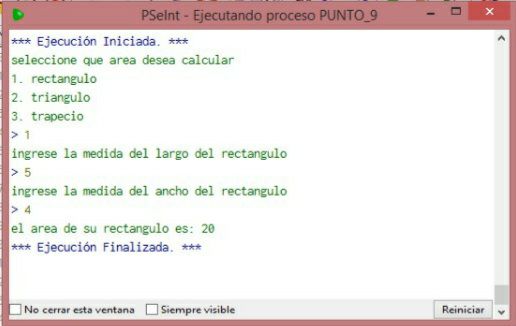 PSeInt - Ejecutando proceso PUNTO_9
*** Ejecución Iniciada. ***
seleccione que area desea calcular
1. rectangulo
2. triangulo
3. trapecio
> 1
ingrese la medida del largo del rectangulo
> 5
ingrese la medida del ancho del rectangulo
> 4
el area de su rectangulo es: 20
*** Ejecución Finalizada. ***
No cerrar esta ventana Siempre visible Reiniciar